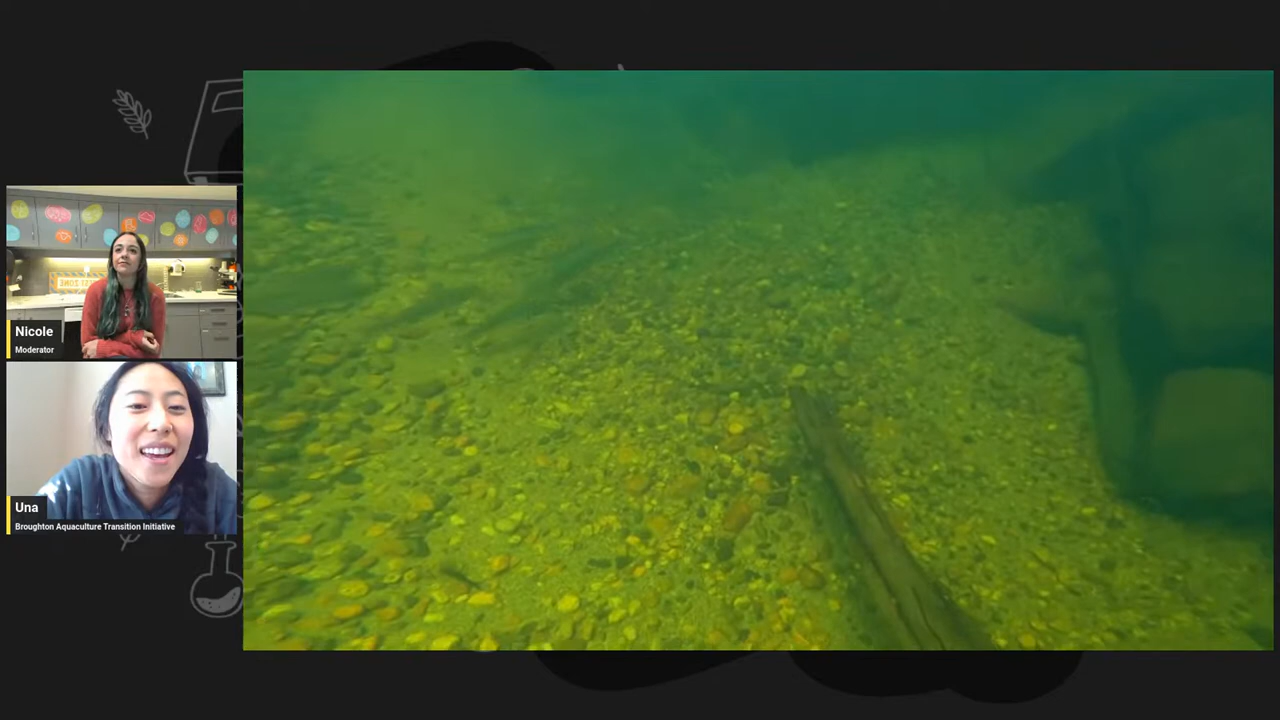 Nicole
Moderator
Una
Broughton Aquaculture Transition Initiative